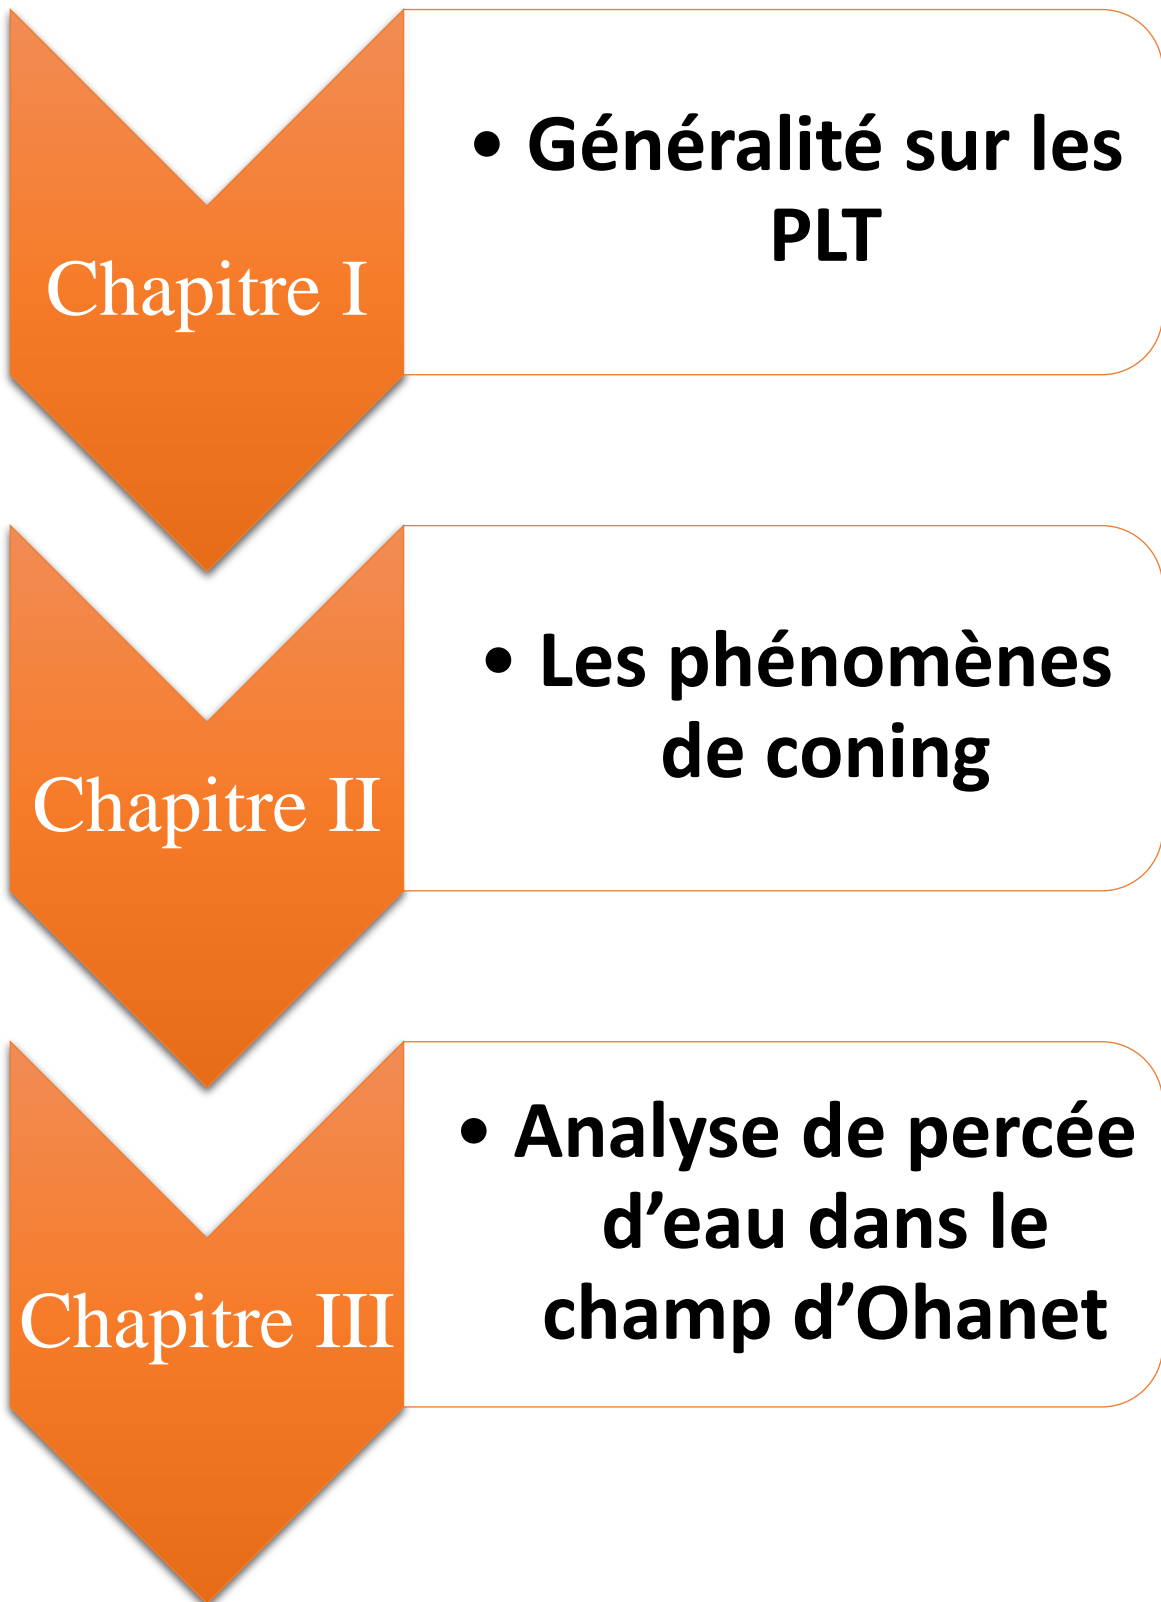 Chapitre I
• Généralité sur les
PLT
Chapitre II
• Les phénomènes
de coning
Chapitre III
• Analyse de percée
d’eau dans le
champ d’Ohanet